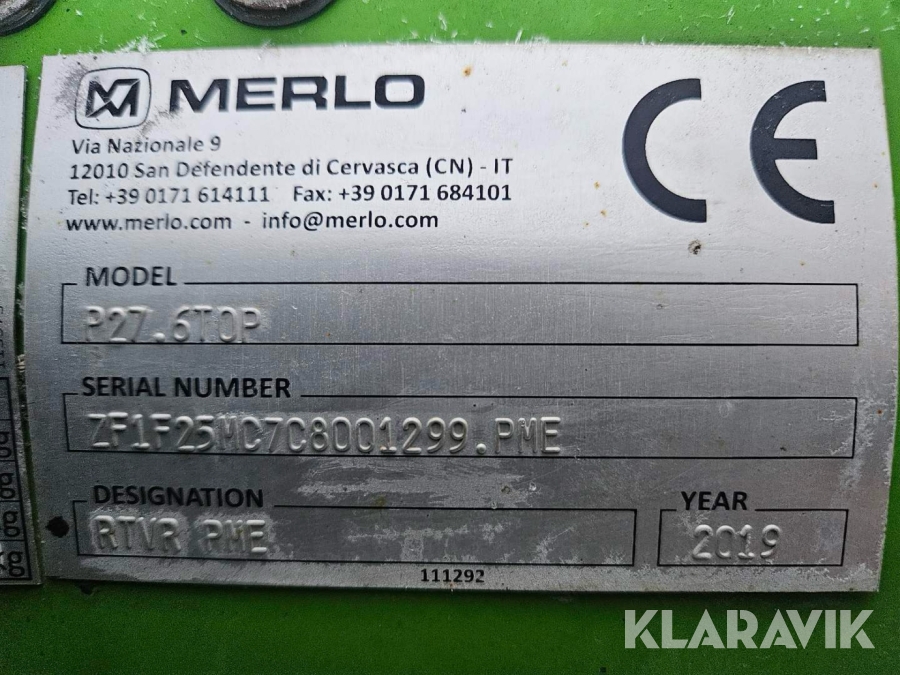 MERLO
Via Nazionale 9
12010 San Defendente di Cervasca (CN) - IT
Tel: +39 0171 614111 Fax: +39 0171 684101
www.merlo.com - info@merlo.com
CE
MODEL
P27.6TOP
SERIAL NUMBER
ZF1F25MC7C8001299.PME
DESIGNATION
RTVR PME
YEAR
2019
111292
KLARAVIK